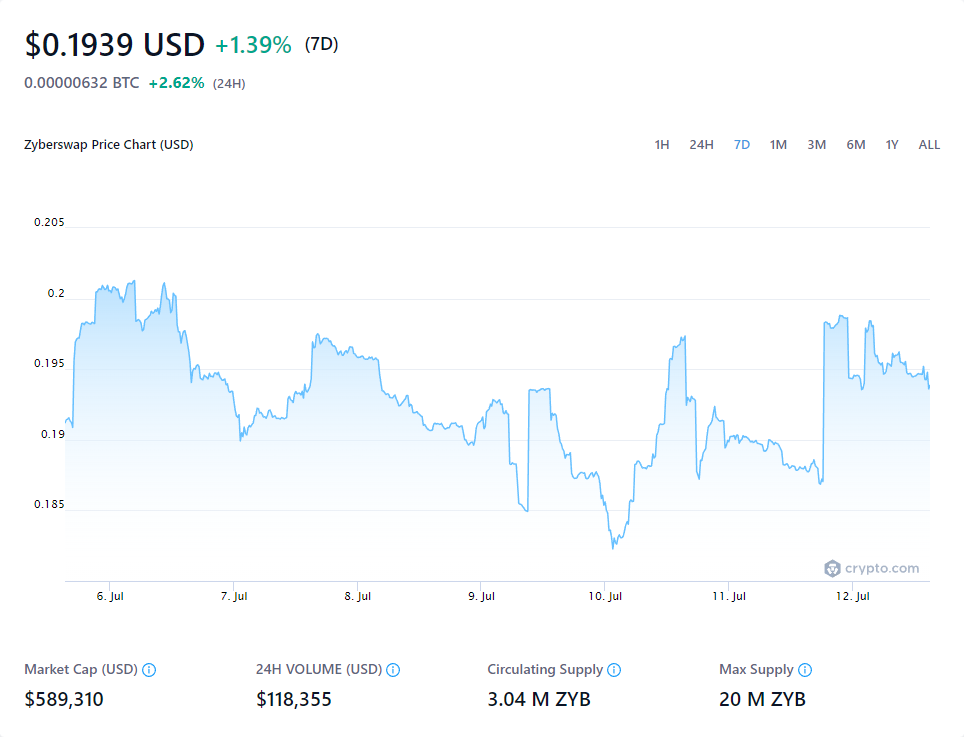 $0.1939 USD +1.39% (7D)
0.00000632 BTC +2.62% (24H)
Zyberswap Price Chart (USD) 1H 24H 7D 1M 3M 6M 1Y ALL
0.205
0.2
0.195
0.19
0.185
crypto.com
6. Jul 7. Jul 8. Jul 9. Jul 10. Jul 11. Jul 12. Jul
Market Cap (USD) 24H VOLUME (USD) Circulating Supply Max Supply
$589,310 $118,355 3.04 M ZYB 20 M ZYB